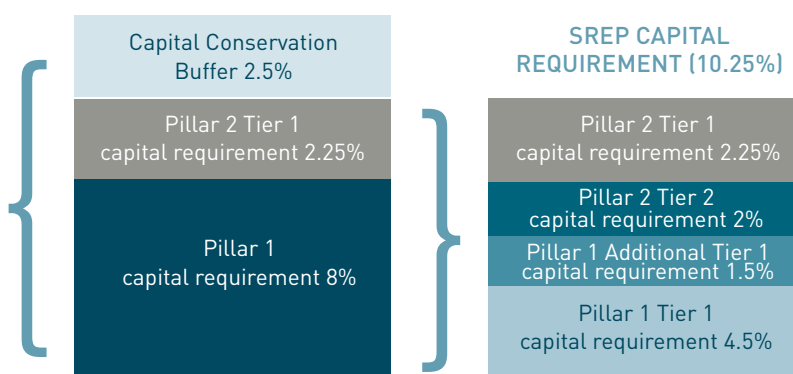 Capital Conservation
Buffer 2.5%
Pillar 2 Tier 1
capital requirement 2.25%
Pillar 1
capital requirement 8%
SREP CAPITAL
REQUIREMENT (10.25%)
Pillar 2 Tier 1
capital requirement 2.25%
Pillar 2 Tier 2
capital requirement 2%
Pillar 1 Additional Tier 1
capital requirement 1.5%
Pillar 1 Tier 1
capital requirement 4.5%